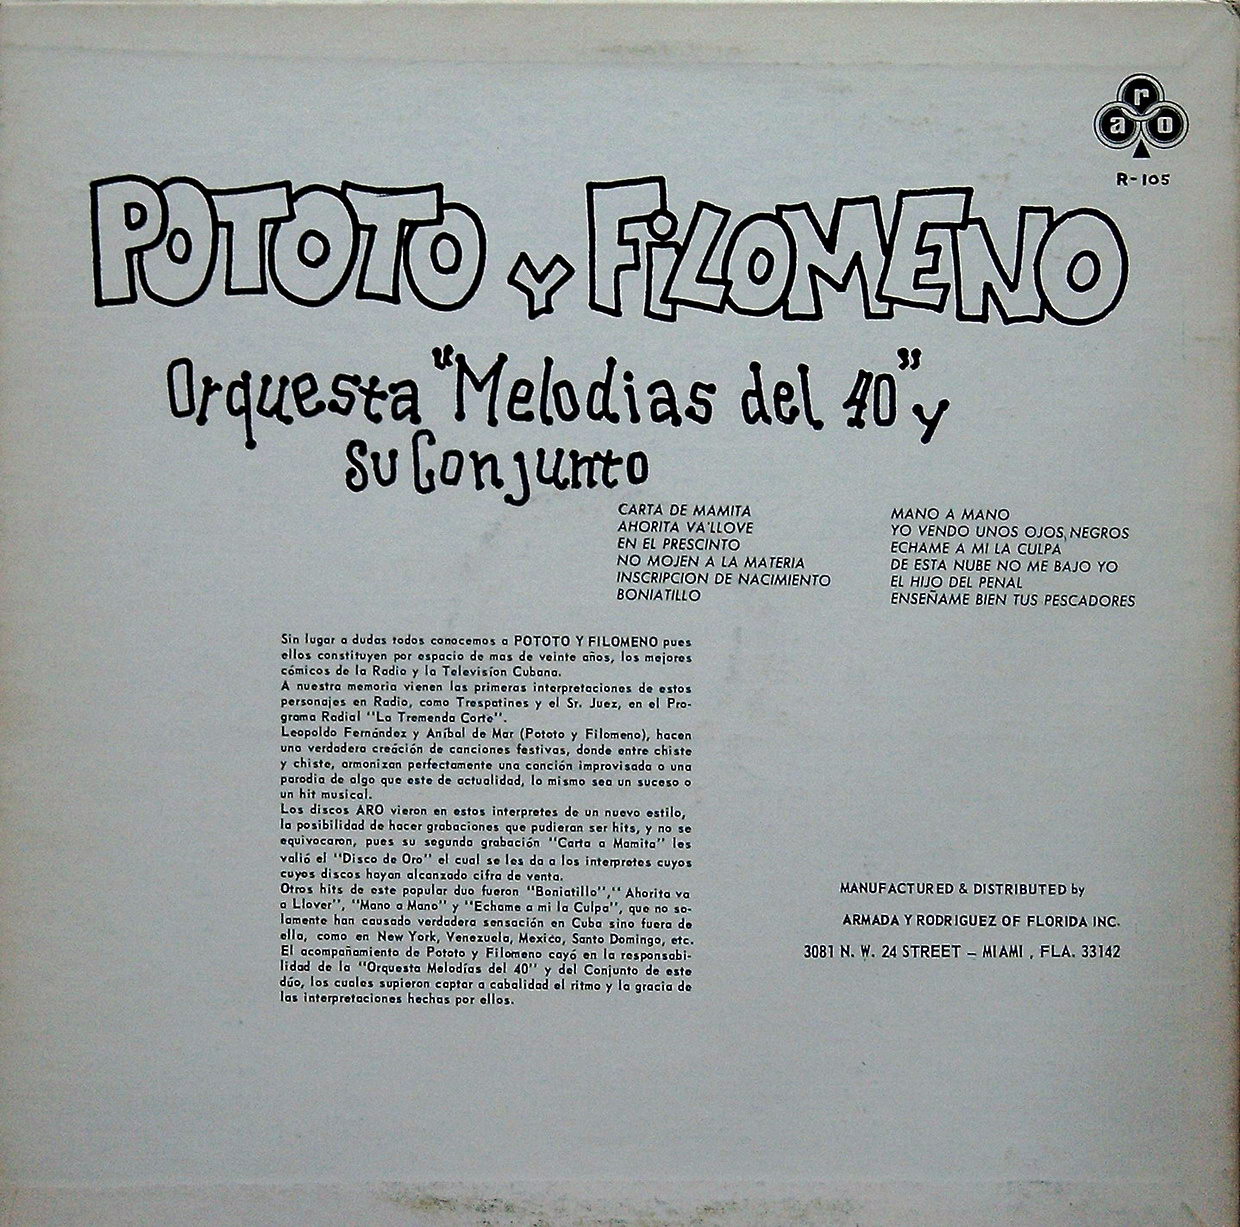 r
a o
R-105
POTOTO Y FiLOMENO
Orquesta "Melodias del 40" y
su Conjunto
CARTA DE MAMITA
AHORITA VA'LLOVE
EN EL PRESCINTO
NO MOJEN A LA MATERIA
INSCRIPCION DE NACIMIENTO
BONIATILLO
MANO A MANO
YO VENDO UNOS OJOS NEGROS
ECHAME A MI LA CULPA
DE ESTA NUBE NO ME BAJO YO
EL HIJO DEL PENAL
ENSEÑAME BIEN TUS PESCADORES
Sin lugar a dudas todos conocemos a POTOTO Y FILOMENO pues
ellos constituyen por espacio de mas de veinte años, los mejores
cómicos de la Radio y la Television Cubana.
A nuestra memoria vienen las primeras interpretaciones de estos
personajes en Radio, como Trespatines y el Sr. Juez, en el Pro-
grama Radial "La Tremenda Corte".
Leopoldo Fernández y Aníbal de Mar (Pototo y Filomeno), hacen
una verdadera creáción de canciones festivas, donde entre chiste
y chiste, armonizan perfectamente una canción improvisada o una
parodia de algo que este de actualidad, lo mismo sea un suceso o
un hit musical.
Los discos ARO vieron en estos interpretes de un nuevo estilo,
la posibilidad de hacer grabaciones que pudieran ser hits, y no se
equivocaron, pues su segunda grabación "Carta a Mamita" les
valió el "Disco de Oro" el cual se les da a los interpretes cuyos
cuyos discos hayan alcanzado cifra de venta.
Otros hits de este popular duo fueron "Boniatillo"," Ahorita va
a Llover", "Mano a Mano" y "Echame a mi la Culpa", que no so-
lamente han causado verdadera sensación en Cuba sino fuera de
ella, como en New York, Venezuela, Mexico, Santo Domingo, etc.
El acompañamiento de Pototo y Filomeno cayó en la responsabi-
lidad de la "Orquesta Melodías del 40" y del Conjunto de este
dúo, los cuales supieron captar a cabalidad el ritmo y la gracia de
las interpretaciones hechas por ellos.
MANUFACTURED & DISTRIBUTED by
ARMADA Y RODRIGUEZ OF FLORIDA INC.
3081 N. W. 24 STREET – MIAMI , FLA. 33142